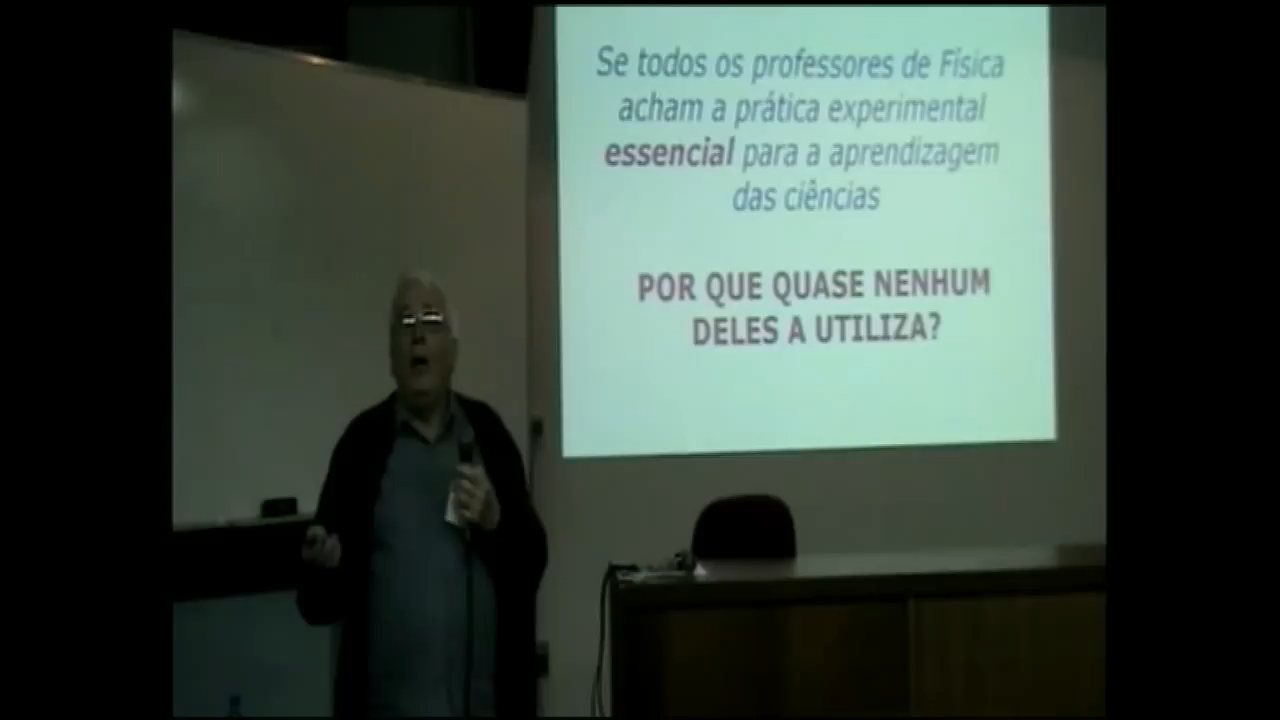 Se todos os professores de Física
acham a prática experimental
essencial para a aprendizagem
das ciências
POR QUE QUASE NENHUM
DELES A UTILIZA?